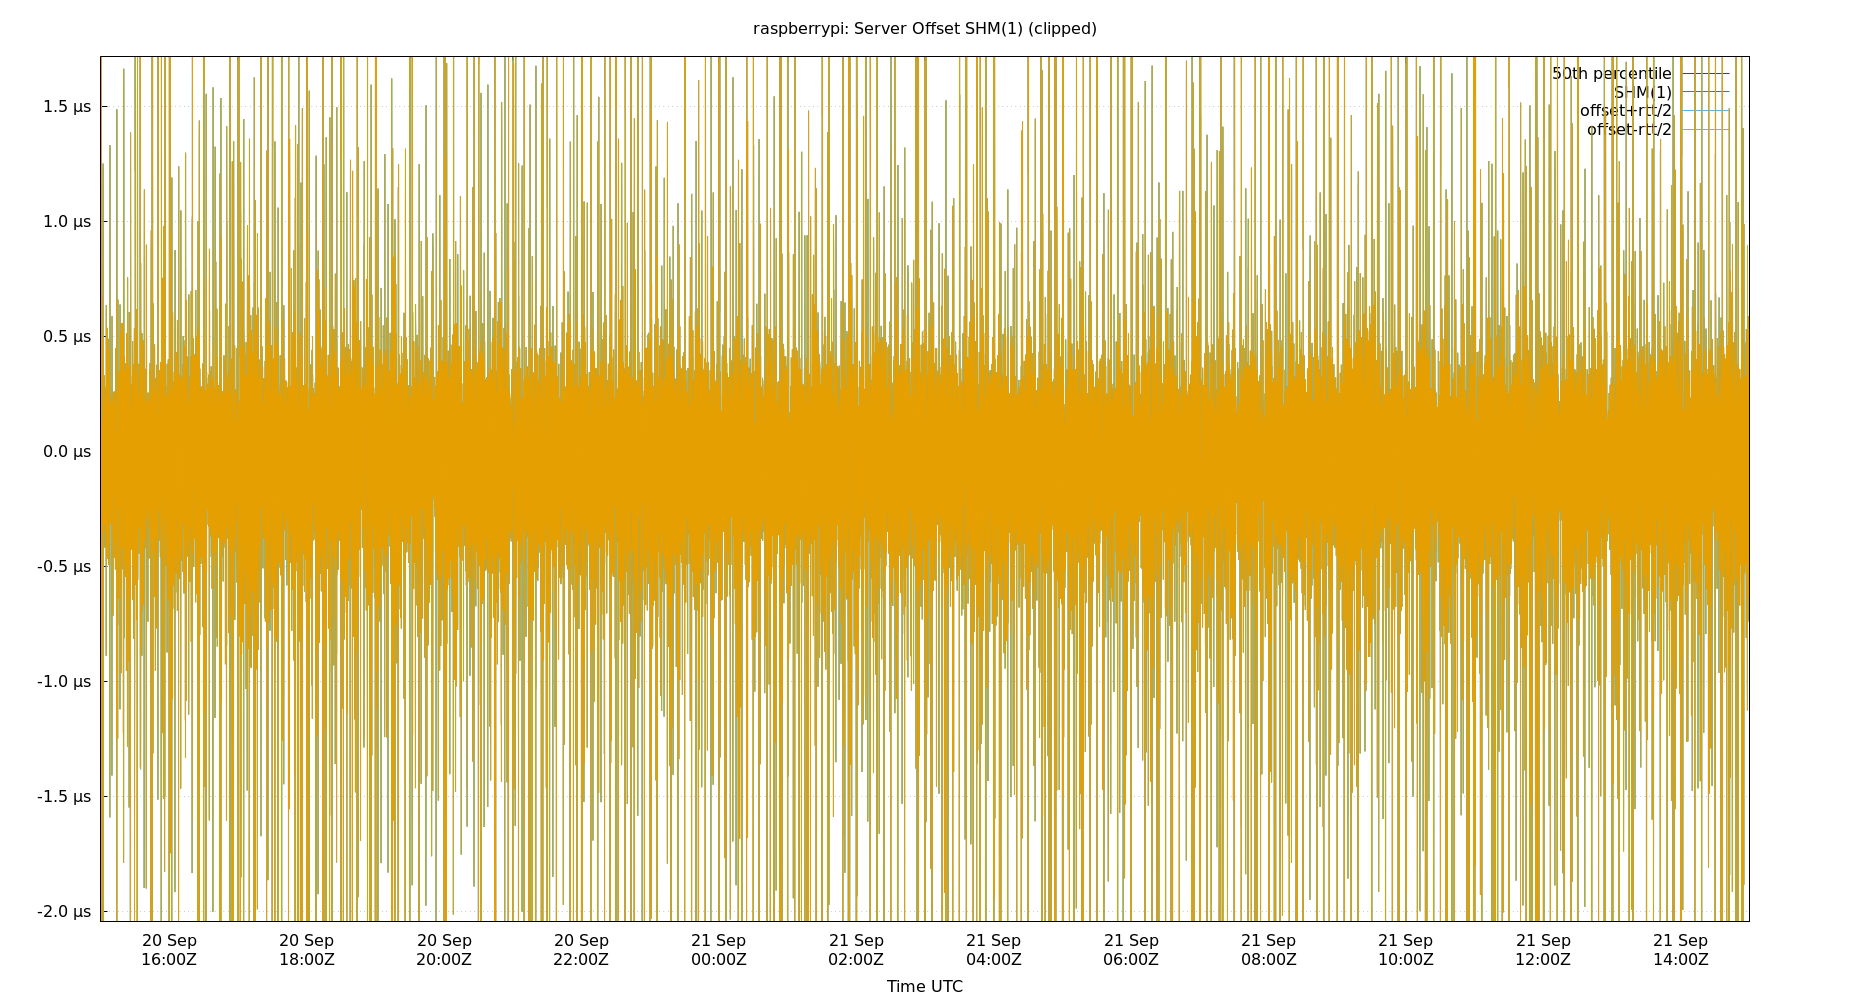 raspberrypi: Server Offset SHM(1) (clipped)
50th percentile
SHM(1)
offset+rtt/2
offset-rtt/2
1.5 µs
1.0 µs
0.5 µs
0.0 µs
-0.5 µs
-1.0 µs
-1.5 µs
-2.0 µs
20 Sep 20 Sep 20 Sep 20 Sep 21 Sep 21 Sep 21 Sep 21 Sep 21 Sep 21 Sep 21 Sep 21 Sep
16:00Z 18:00Z 20:00Z 22:00Z 00:00Z 02:00Z 04:00Z 06:00Z 08:00Z 10:00Z 12:00Z 14:00Z
Time UTC